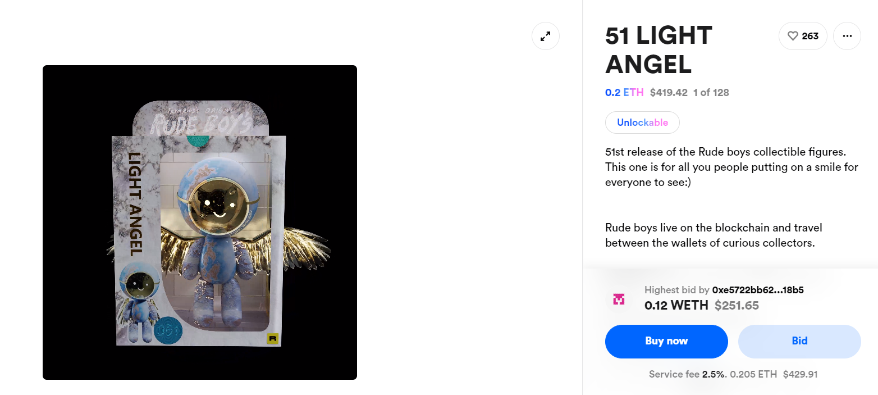 51 LIGHT
ANGEL
263
0.2 ETH $419.42 1 of 128
Unlockable
51st release of the Rude boys collectible figures.
This one is for all you people putting on a smile for
everyone to see:)
Rude boys live on the blockchain and travel
between the wallets of curious collectors.
Highest bid by 0xe5722bb62...18b5
0.12 WETH $251.65
Buy now
Bid
Service fee 2.5%. 0.205 ETH $429.91
RUDE BOYS
LIGHT ANGEL
051